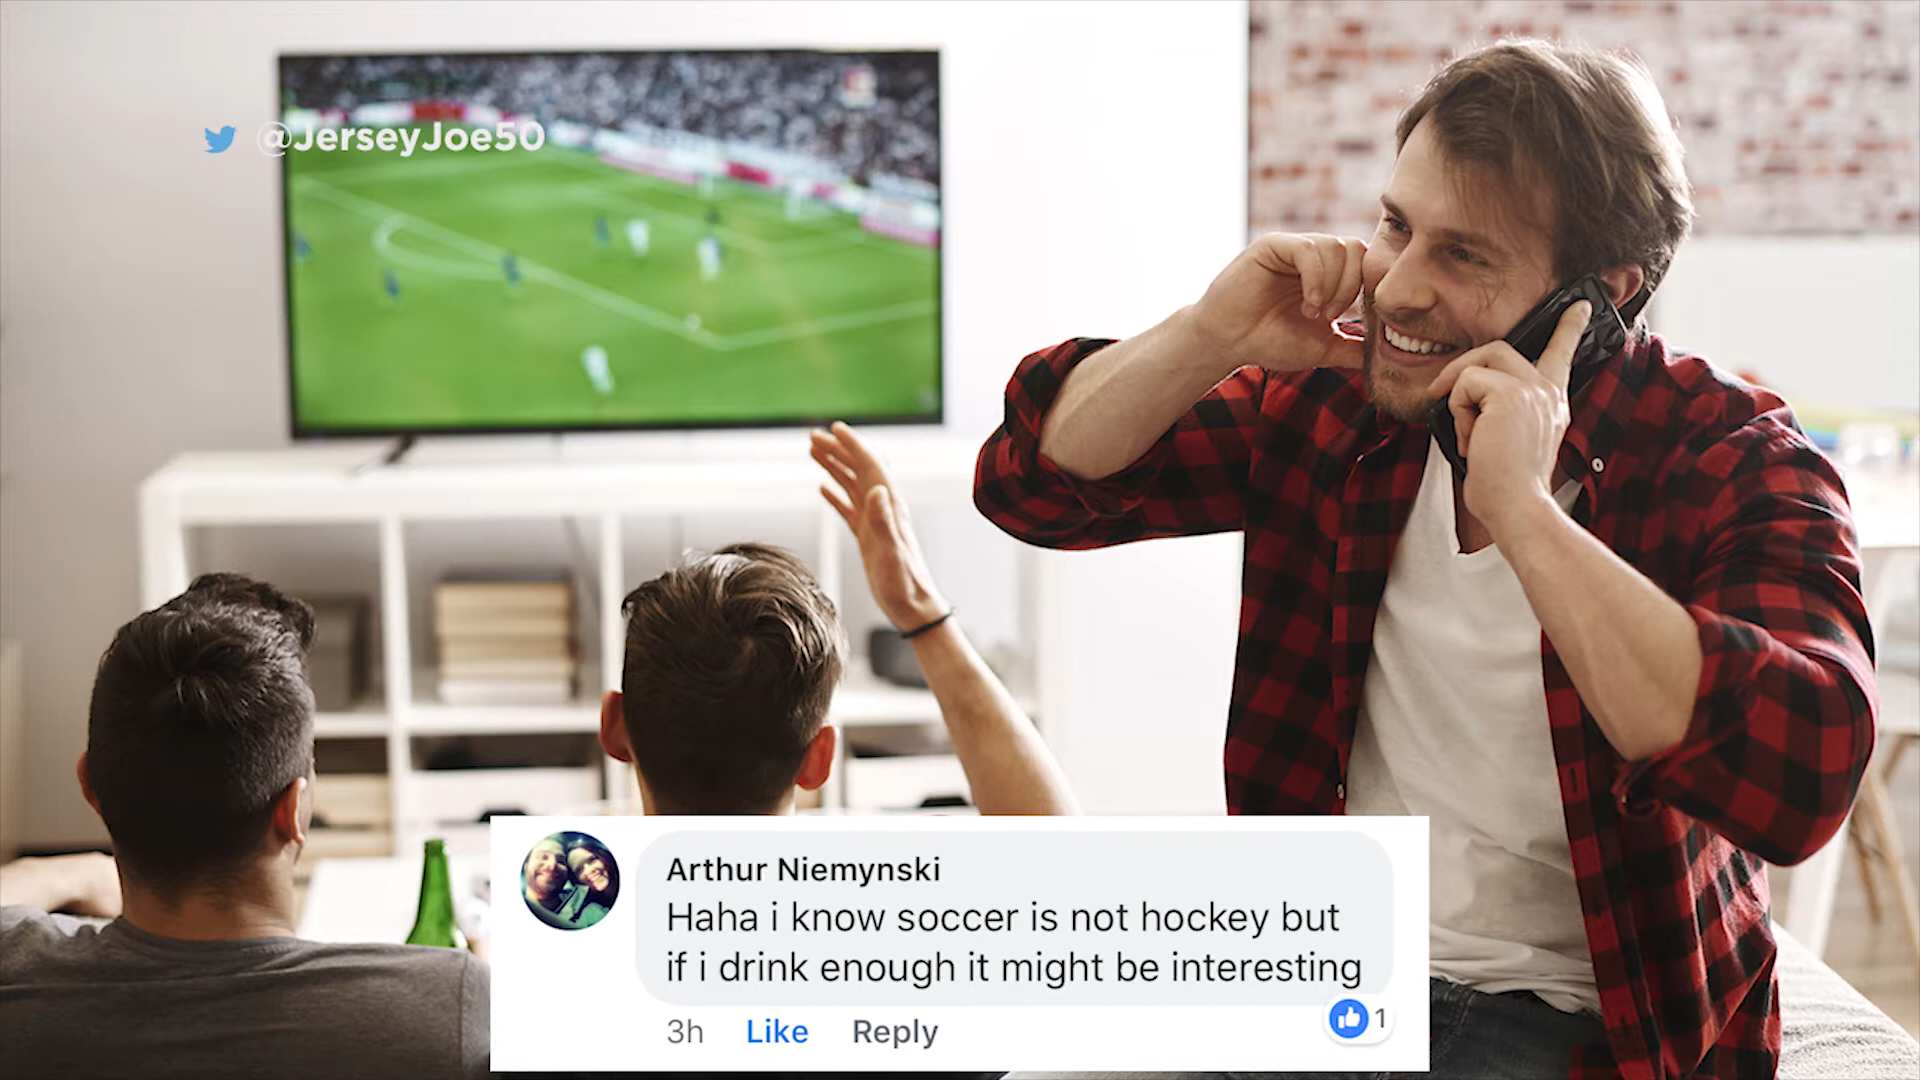 @JerseyJoe50
Arthur Niemynski
Haha i know soccer is not hockey but
if i drink enough it might be interesting
3h Like Reply 1